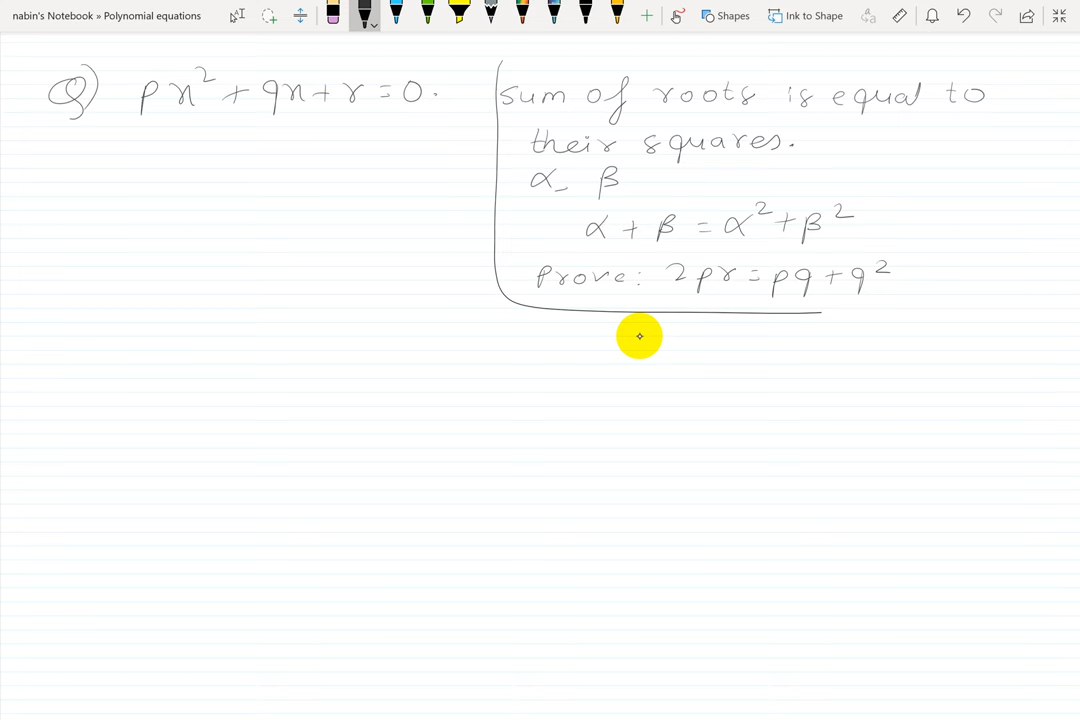 nabin's Notebook » Polynomial equations
Shapes
Ink to Shape
Q) px² + qx + r = 0.
Sum of roots is equal to
their squares.
α, β
α + β = α² + β²
Prove: 2pr = pq + q²